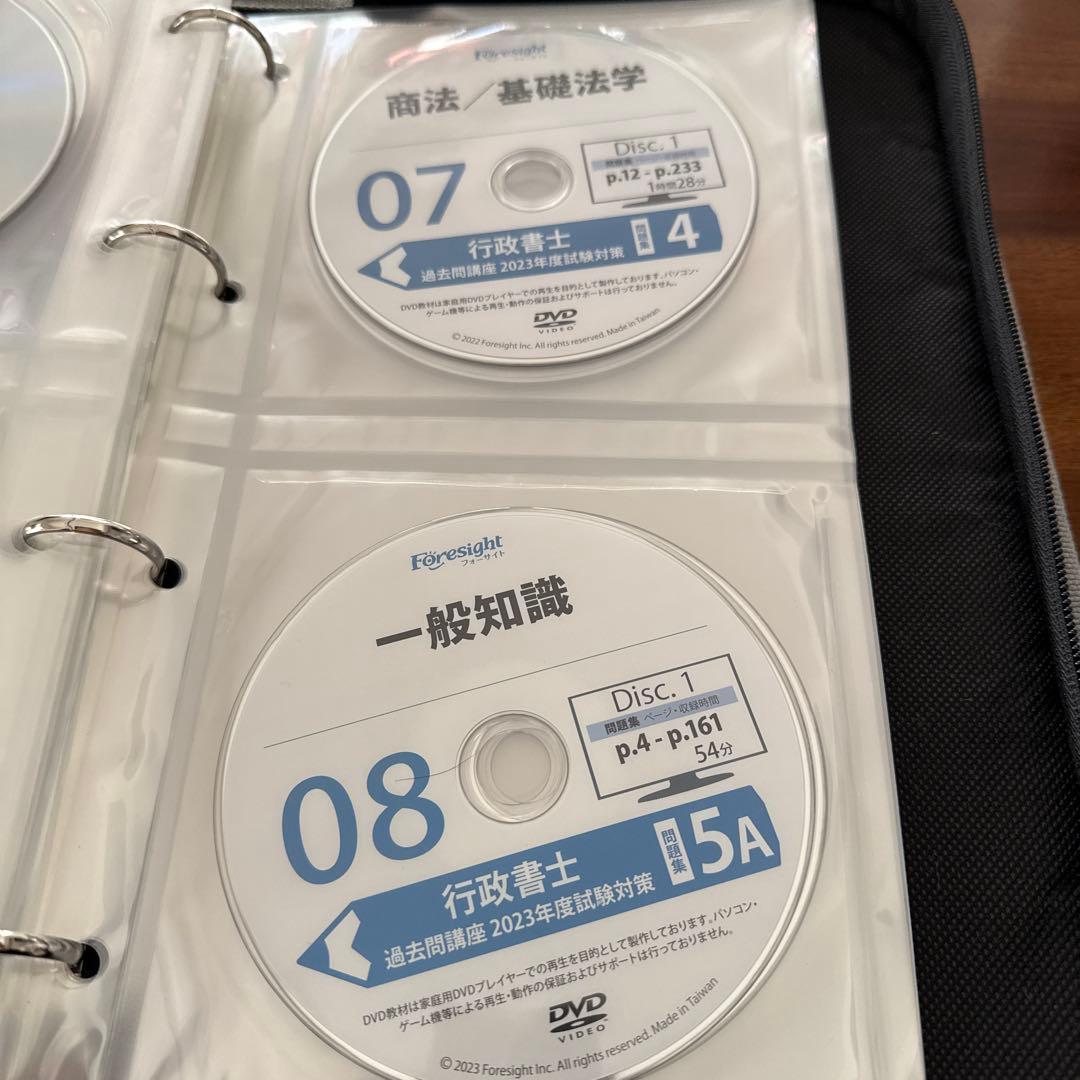 Foresight
商法／基礎法学
07
Disc. 1
p.12 - p.233
1時間28分
行政書士
過去問講座 2023年度試験対策
問題集
4
DVD教材は家庭用DVDプレイヤーでの再生を目的として製作しております。パソコン・
ゲーム機等による再生・動作の保証およびサポートは行っておりません。
DVD
VIDEO
©2022 Foresight Inc. All rights reserved. Made in Taiwan
Foresight
フォーサイト
一般知識
08
Disc. 1
問題集 ページ・収録時間
p.4 - p.161
54分
行政書士
過去問講座 2023年度試験対策
問題集
5A
DVD教材は家庭用DVDプレイヤーでの再生を目的として製作しております。パソコン・
ゲーム機等による再生・動作の保証およびサポートは行っておりません。
DVD
VIDEO
©2023 Foresight Inc. All rights reserved. Made in Taiwan